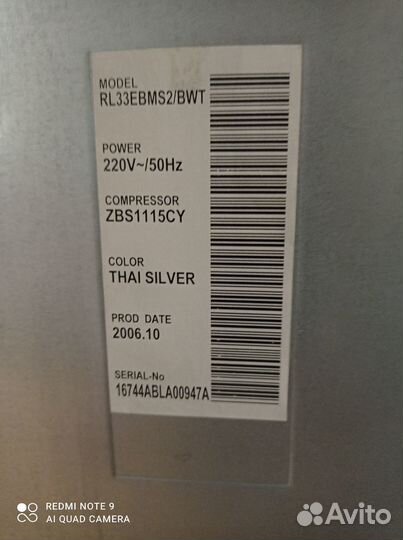 MODEL
RL33EBMS2/BWT
POWER
220V~/50Hz
COMPRESSOR
ZBS1115CY
COLOR
THAI SILVER
PROD DATE
2006.10
SERIAL-No
16744ABLA00947A
REDMI NOTE 9
AI QUAD CAMERA
Avito